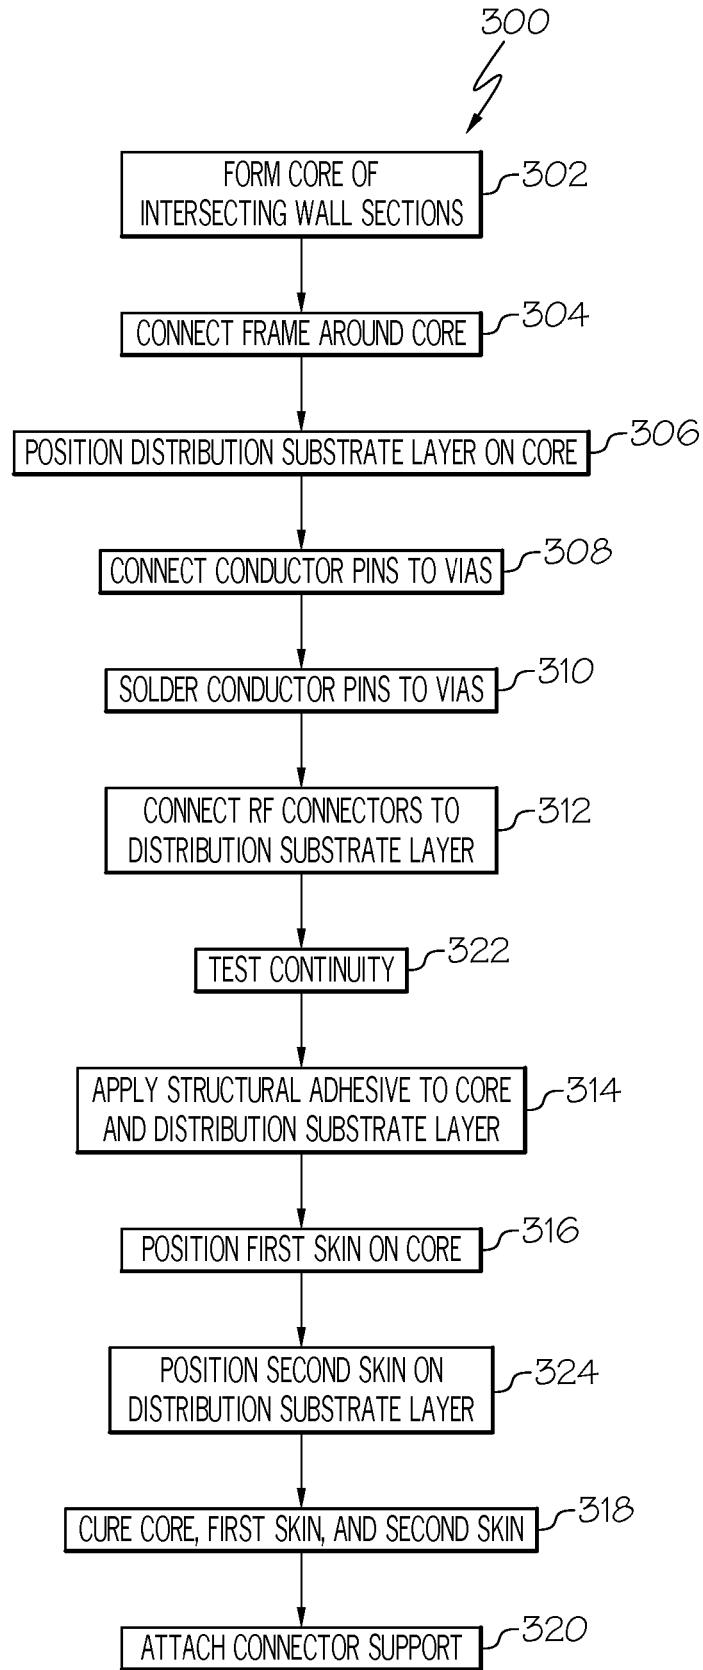 300
FORM CORE OF
INTERSECTING WALL SECTIONS
302
CONNECT FRAME AROUND CORE
304
POSITION DISTRIBUTION SUBSTRATE LAYER ON CORE
306
CONNECT CONDUCTOR PINS TO VIAS
308
SOLDER CONDUCTOR PINS TO VIAS
310
CONNECT RF CONNECTORS TO
DISTRIBUTION SUBSTRATE LAYER
312
TEST CONTINUITY
322
APPLY STRUCTURAL ADHESIVE TO CORE
AND DISTRIBUTION SUBSTRATE LAYER
314
POSITION FIRST SKIN ON CORE
316
POSITION SECOND SKIN ON
DISTRIBUTION SUBSTRATE LAYER
324
CURE CORE, FIRST SKIN, AND SECOND SKIN
318
ATTACH CONNECTOR SUPPORT
320